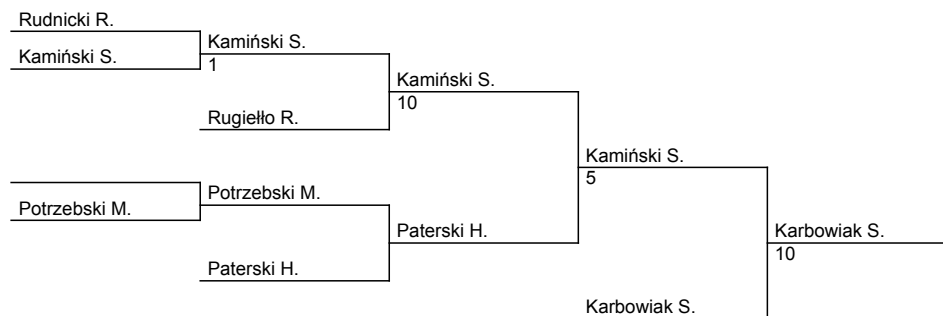 Rudnicki R.
Kamiński S.
Kamiński S.
1
Kamiński S.
10
Rugiełło R.
Kamiński S.
5
Potrzebski M.
Potrzebski M.
Paterski H.
Karbowiak S.
10
Paterski H.
Karbowiak S.